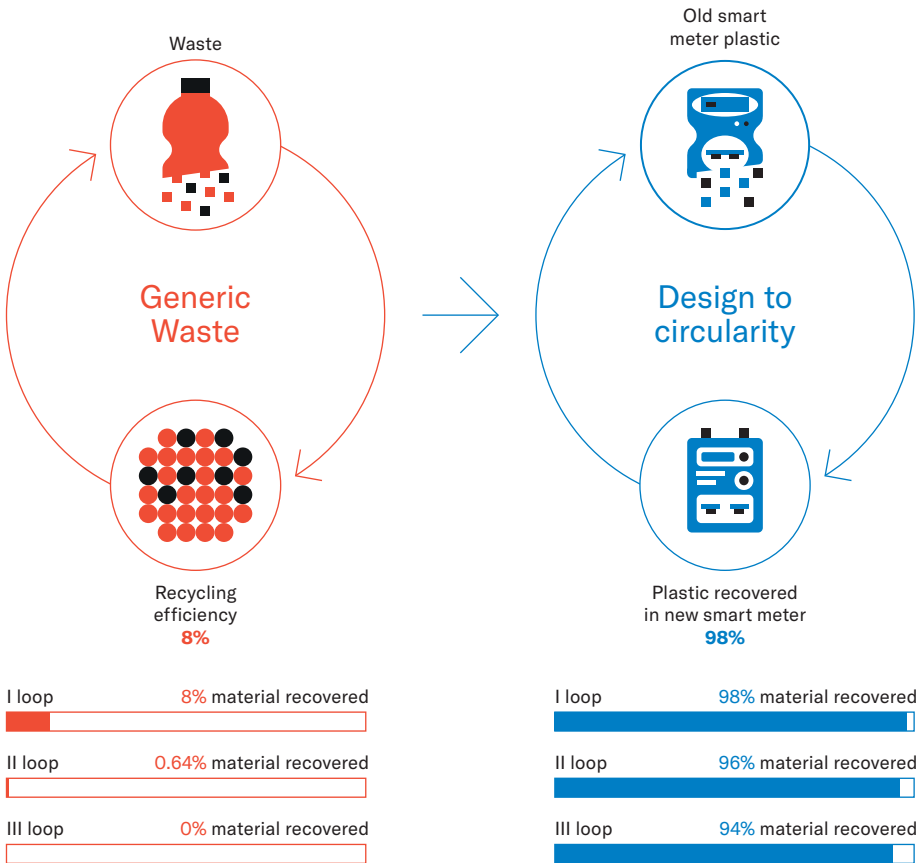 Waste
Generic
Waste
Recycling
efficiency
8%
I loop 8% material recovered
II loop 0.64% material recovered
III loop 0% material recovered
Old smart
meter plastic
Design to
circularity
Plastic recovered
in new smart meter
98%
I loop 98% material recovered
II loop 96% material recovered
III loop 94% material recovered